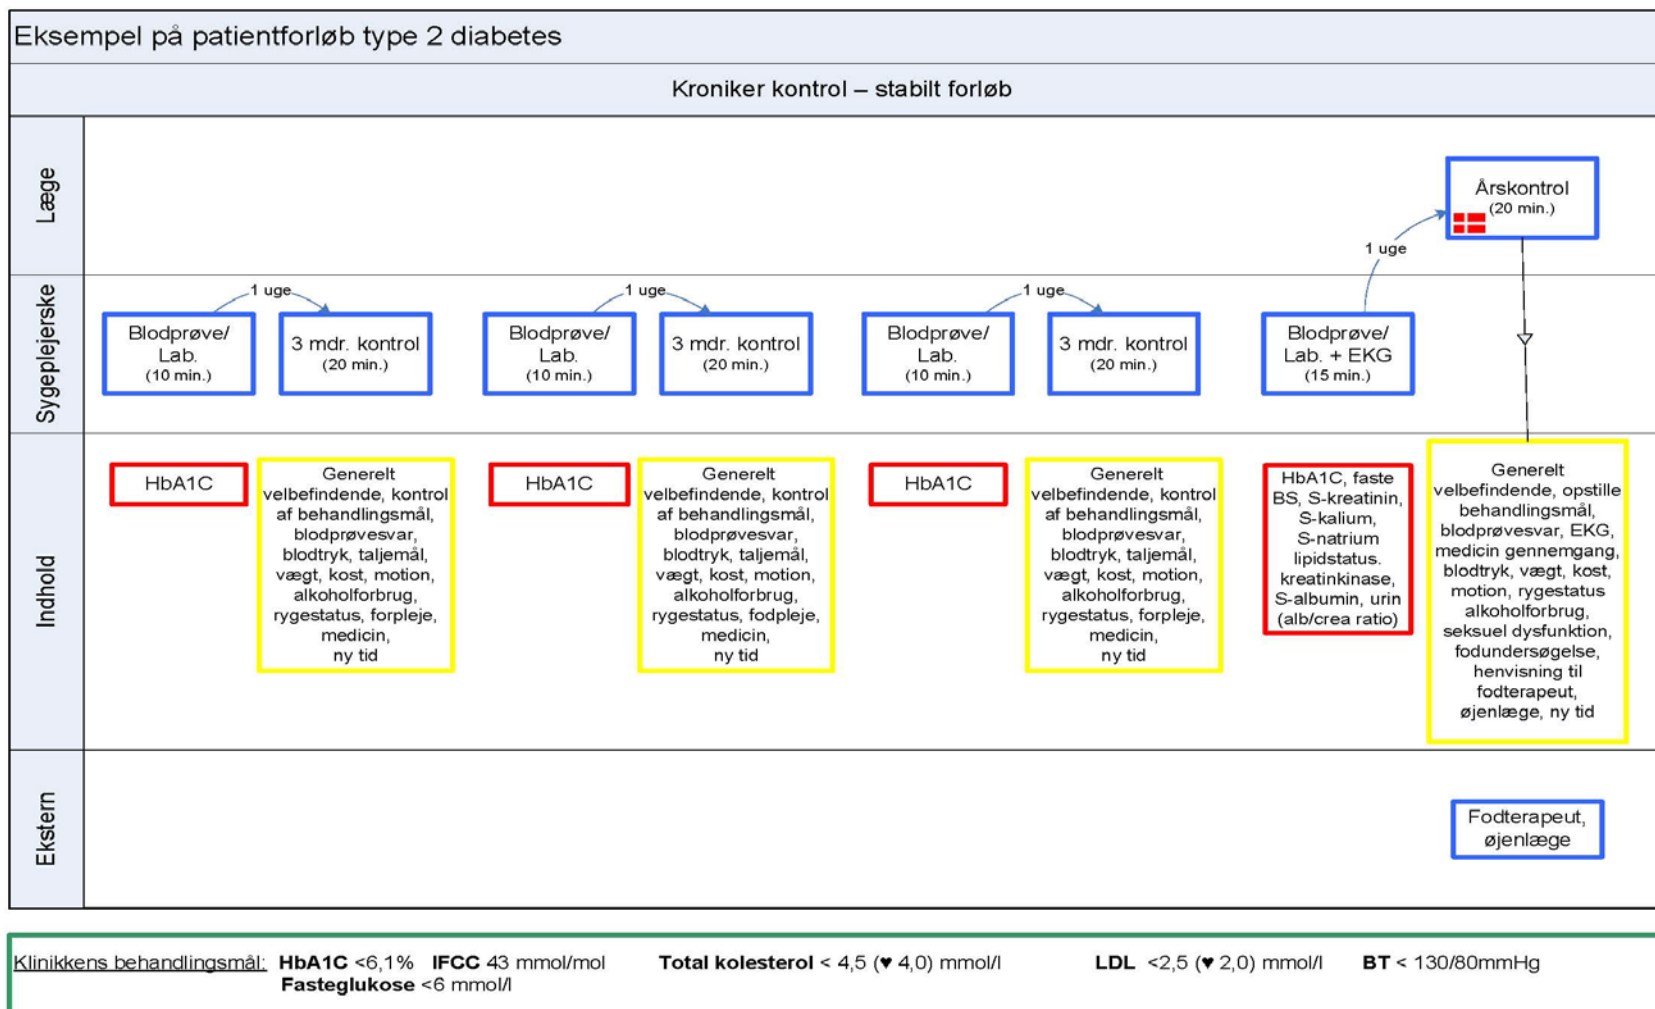 Eksempel på patientforløb type 2 diabetes
Kroniker kontrol – stabilt forløb
Læge
Årskontrol
(20 min.)
1 uge
Sygeplejerske
1 uge
Blodprøve/
Lab.
(10 min.)
3 mdr. kontrol
(20 min.)
1 uge
Blodprøve/
Lab.
(10 min.)
3 mdr. kontrol
(20 min.)
1 uge
Blodprøve/
Lab.
(10 min.)
3 mdr. kontrol
(20 min.)
Blodprøve/
Lab. + EKG
(15 min.)
Indhold
HbA1C
Generelt
velbefindende, kontrol
af behandlingsmål,
blodprøvesvar,
blodtryk, taljemål,
vægt, kost, motion,
alkoholforbrug,
rygestatus, forpleje,
medicin,
ny tid
HbA1C
Generelt
velbefindende, kontrol
af behandlingsmål,
blodprøvesvar,
blodtryk, taljemål,
vægt, kost, motion,
alkoholforbrug,
rygestatus, fodpleje,
medicin,
ny tid
HbA1C
Generelt
velbefindende, kontrol
af behandlingsmål,
blodprøvesvar,
blodtryk, taljemål,
vægt, kost, motion,
alkoholforbrug,
rygestatus, forpleje,
medicin,
ny tid
HbA1C, faste
BS, S-kreatinin,
S-kalium,
S-natrium
lipidstatus.
kreatinkinase,
S-albumin, urin
(alb/crea ratio)
Generelt
velbefindende, opstille
behandlingsmål,
blodprøvesvar, EKG,
medicin gennemgang,
blodtryk, vægt, kost,
motion, rygestatus
alkoholforbrug,
seksuel dysfunktion,
fodundersøgelse,
henvisning til
fodterapeut,
øjenlæge, ny tid
Ekstern
Fodterapeut,
øjenlæge
Klinikkens behandlingsmål: HbA1C <6,1% IFCC 43 mmol/mol Total kolesterol < 4,5 (♥ 4,0) mmol/l LDL <2,5 (♥ 2,0) mmol/l BT < 130/80mmHg
Fasteglukose <6 mmol/l